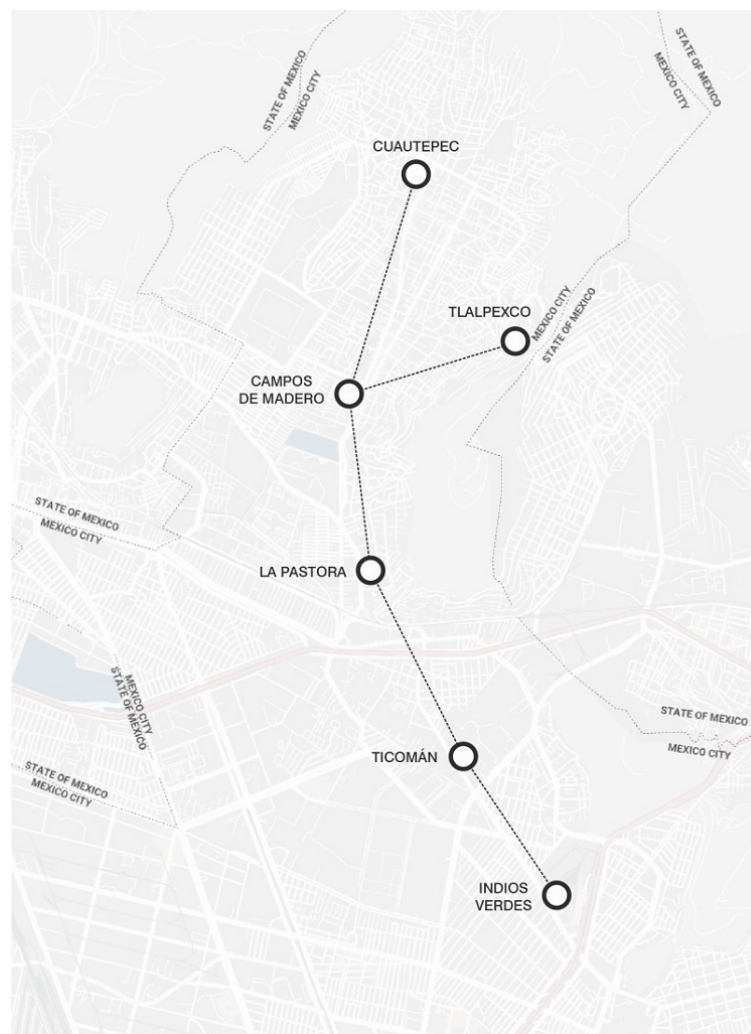 STATE OF MEXICO
MEXICO CITY
STATE OF MEXICO
MEXICO CITY
CUAUTEPEC
TLALPEXCO
MEXICO CITY
STATE OF MEXICO
CAMPOS
DE MADERO
STATE OF MEXICO
MEXICO CITY
LA PASTORA
MEXICO CITY
STATE OF MEXICO
STATE OF MEXICO
MEXICO CITY
TICOMÁN
STATE OF MEXICO
MEXICO CITY
INDIOS
VERDES